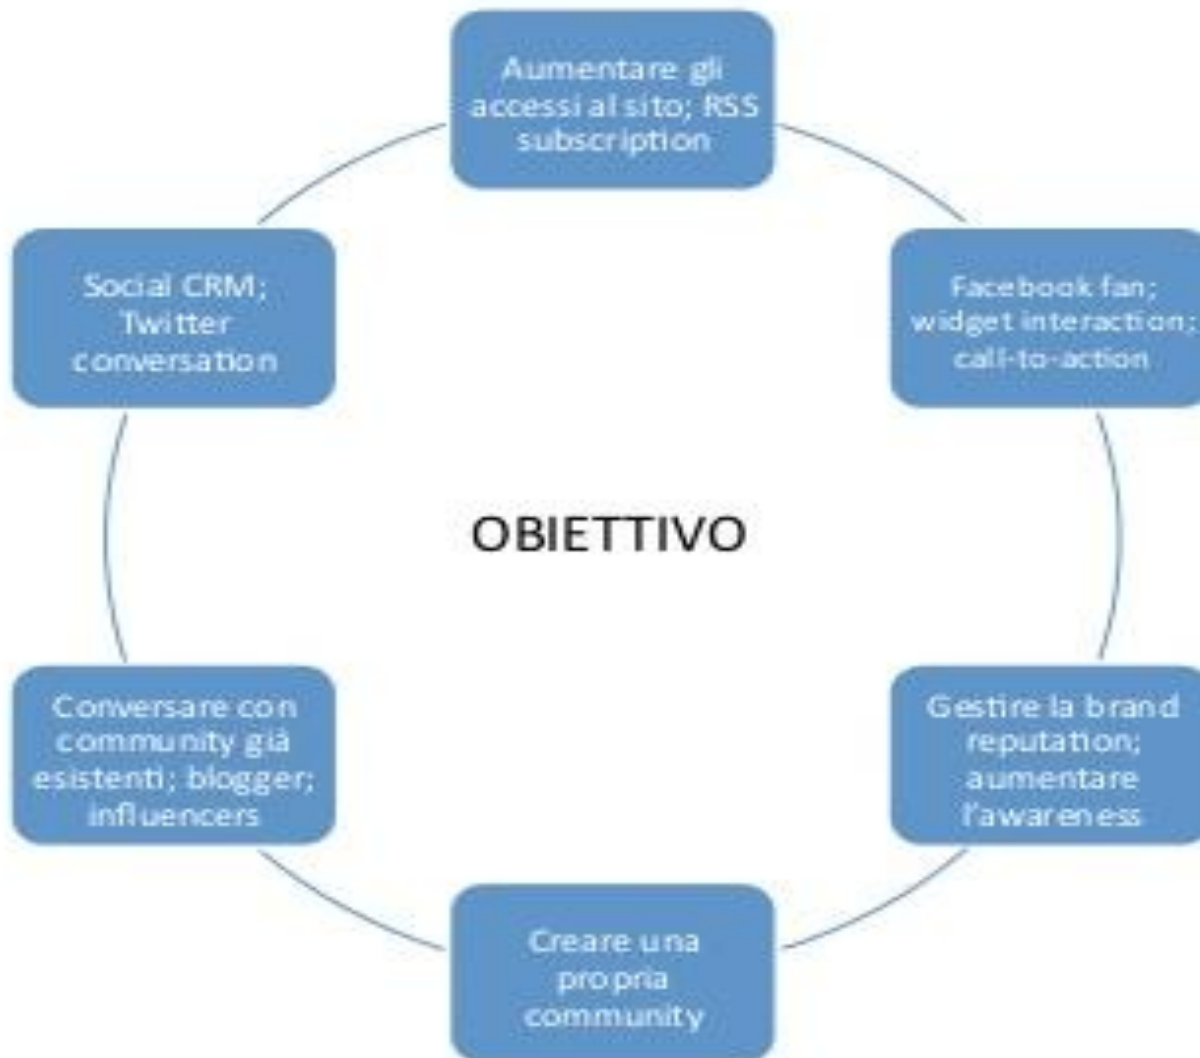 Aumentare gli
accessi al sito; RSS
subscription
Facebook fan;
widget interaction;
call-to-action
Gestire la brand
reputation;
aumentare
l'awareness
Creare una
propria
community
Conversare con
community già
esistenti; blogger;
influencers
Social CRM;
Twitter
conversation
OBIETTIVO